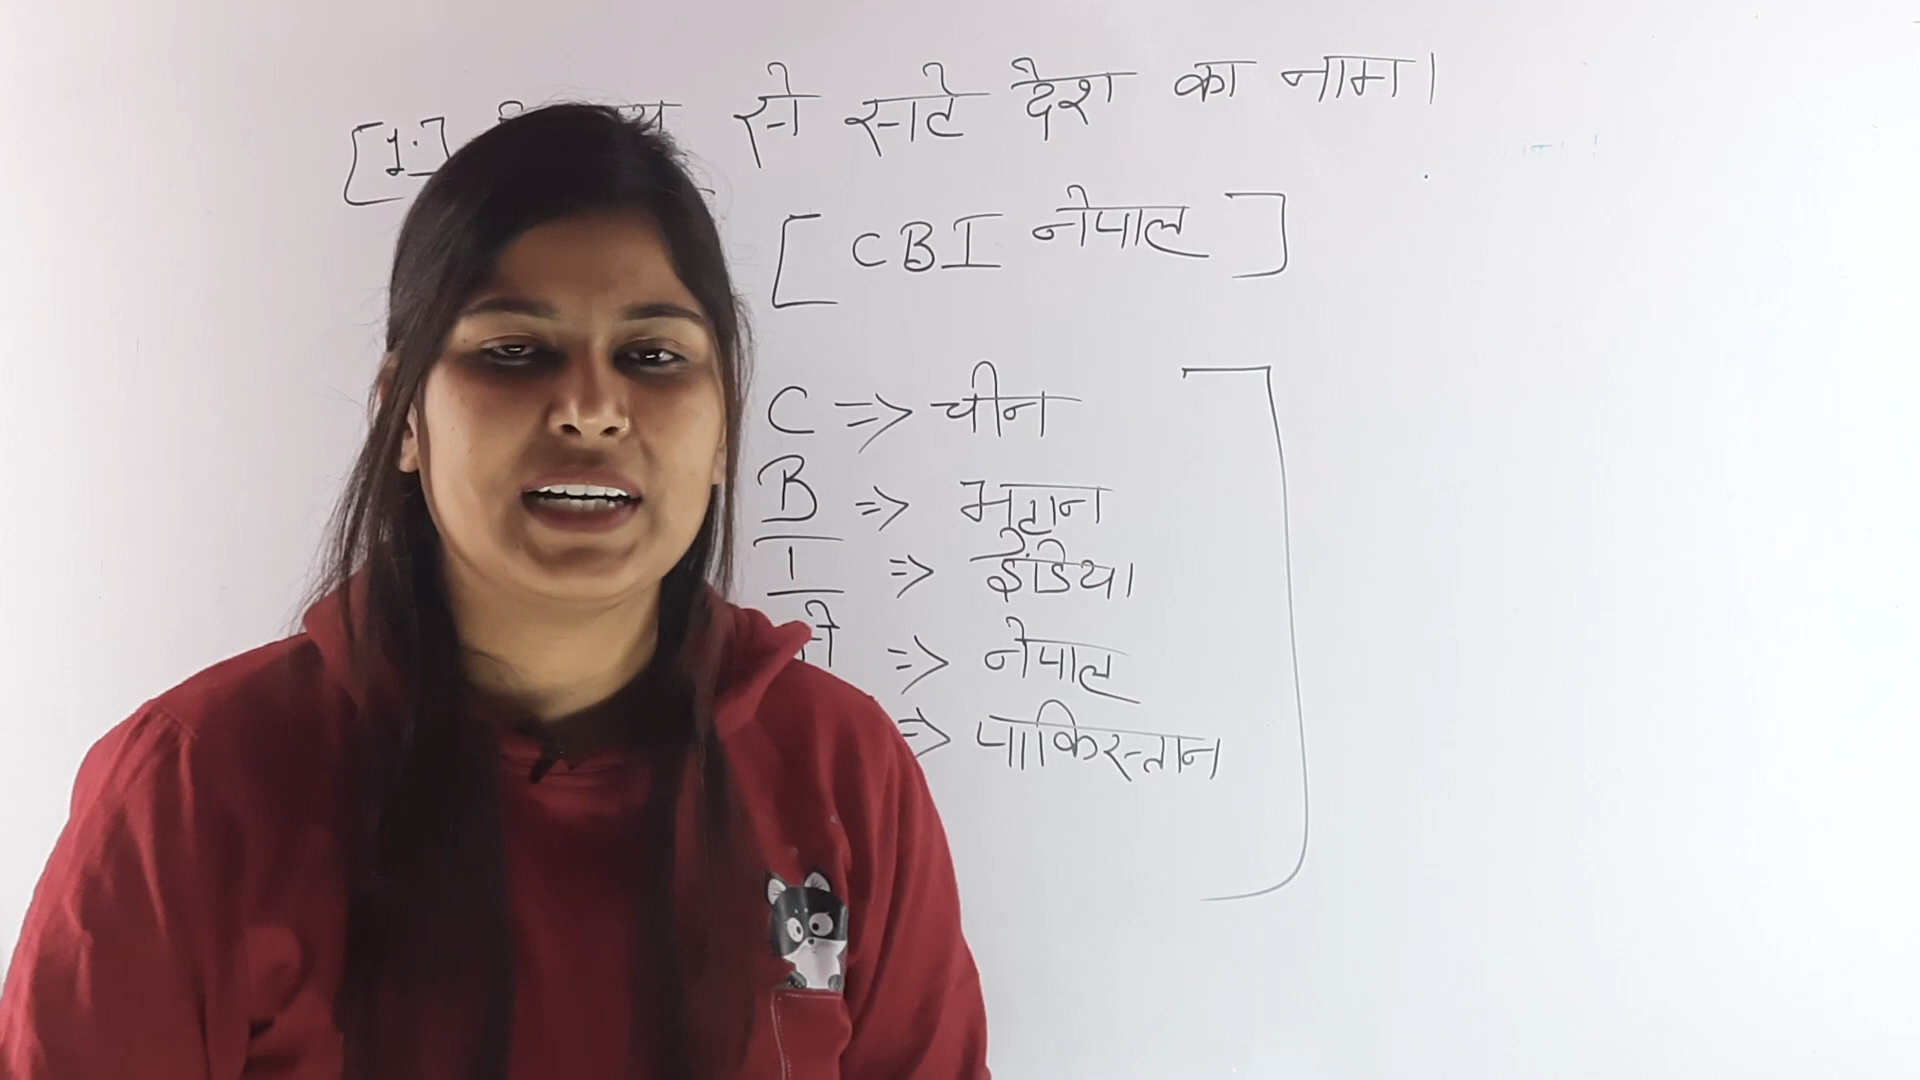 [1.] से सटे देश का नाम।
[ CBI नेपाल ]
C => चीन
B => भुटान
I => इंडिया
=> नेपाल
=> पाकिस्तान